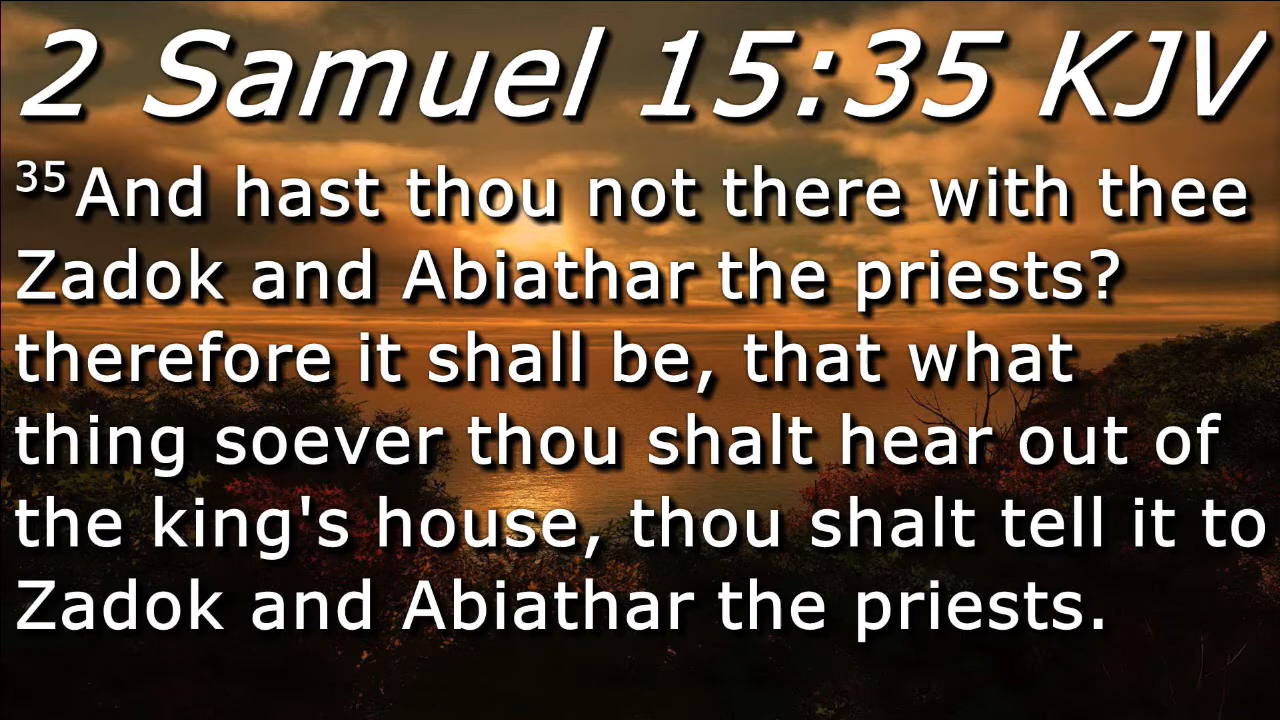 2 Samuel 15:35 KJV
35And hast thou not there with thee
Zadok and Abiathar the priests?
therefore it shall be, that what
thing soever thou shalt hear out of
the king's house, thou shalt tell it to
Zadok and Abiathar the priests.